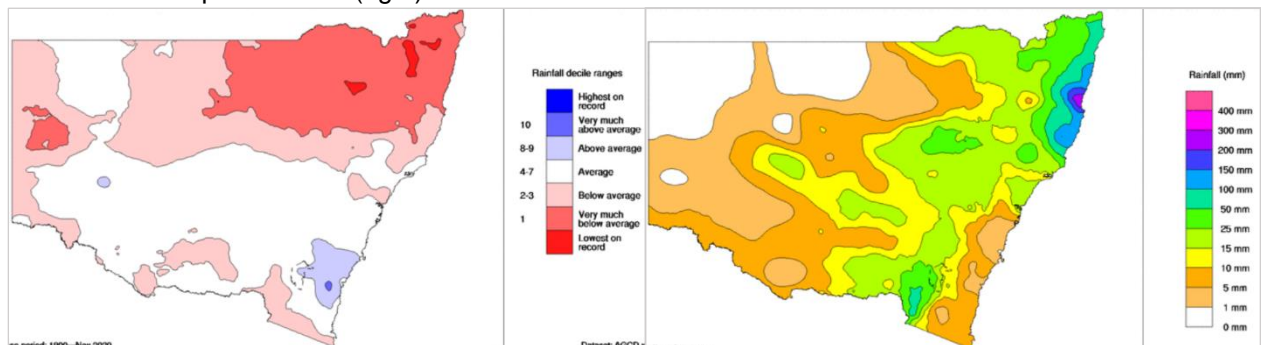 Rainfall decile ranges
Highest on
record
10
Very much
above average
8-9
Above average
4-7
Average
2-3
Below average
1
Very much
below average
Lowest on
record
Rainfall (mm)
400 mm
300 mm
200 mm
150 mm
100 mm
50 mm
25 mm
15 mm
10 mm
5 mm
1 mm
0 mm